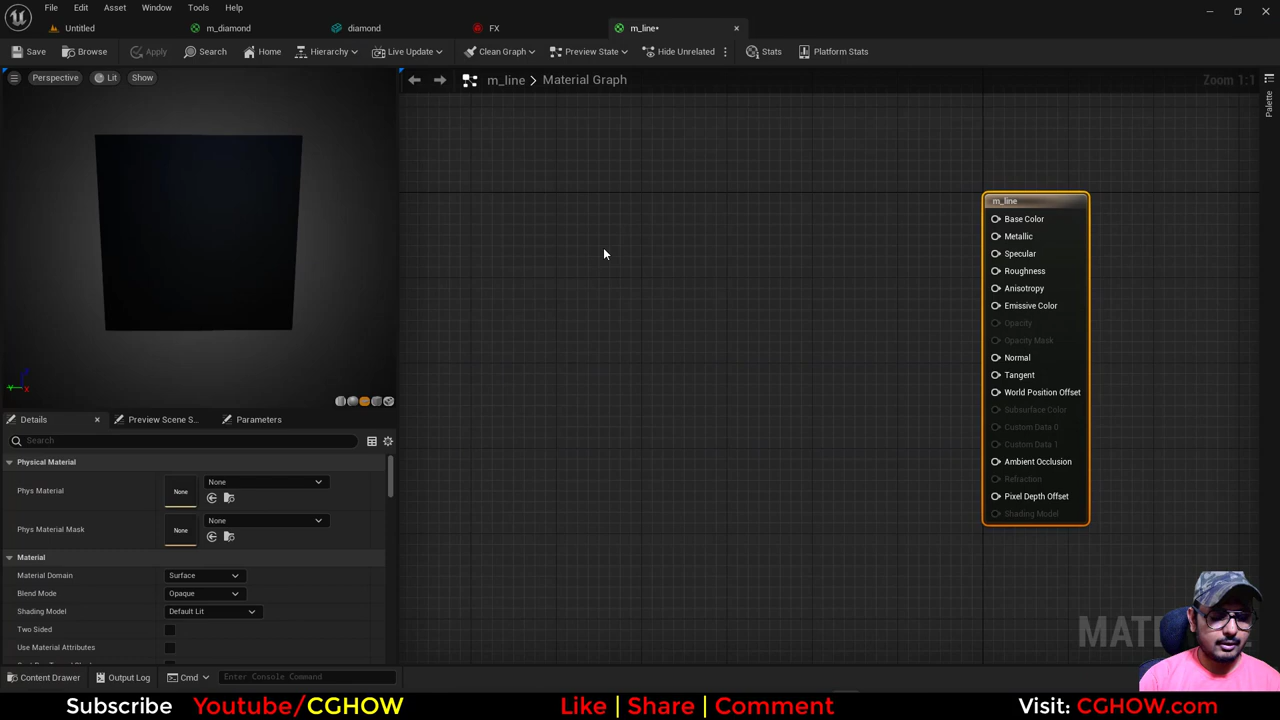 File Edit Asset Window Tools Help
Untitled m_diamond diamond FX m_line•
Save Browse Apply Search Home Hierarchy Live Update Clean Graph Preview State Hide Unrelated Stats Platform Stats
Perspective Lit Show
m_line > Material Graph
Zoom 1:1
Palette
m_line
Base Color
Metallic
Specular
Roughness
Anisotropy
Emissive Color
Opacity
Opacity Mask
Normal
Tangent
World Position Offset
Subsurface Color
Custom Data 0
Custom Data 1
Ambient Occlusion
Refraction
Pixel Depth Offset
Shading Model
Y X
Details Preview Scene S... Parameters
Search
Physical Material
Phys Material None None
Phys Material Mask None None
Material
Material Domain Surface
Blend Mode Opaque
Shading Model Default Lit
Two Sided
Use Material Attributes
Content Drawer Output Log Cmd Enter Console Command
Subscribe Youtube/CGHOW Like | Share | Comment Visit: CGHOW.com